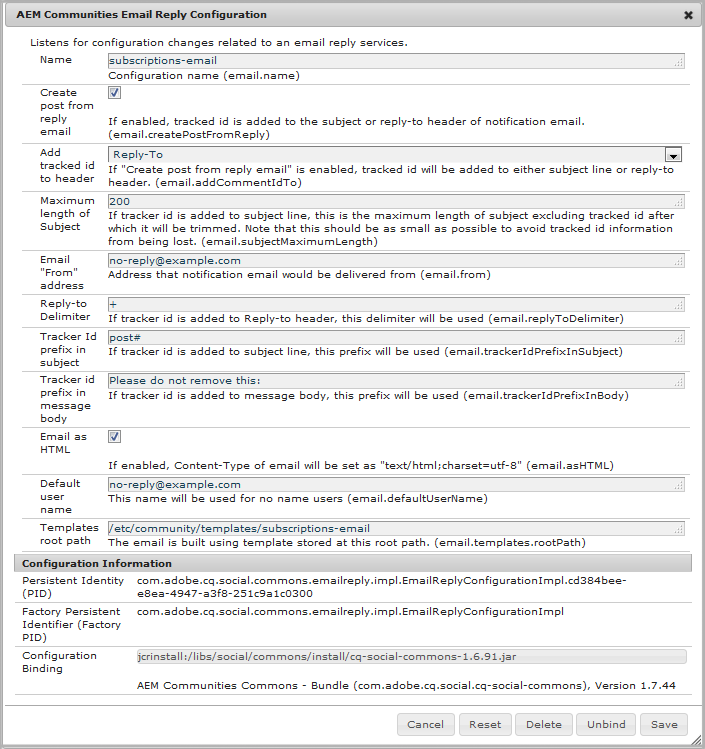 AEM Communities Email Reply Configuration
Listens for configuration changes related to an email reply services.
Name
subscriptions-email
Configuration name (email.name)
Create
post from
reply
email
If enabled, tracked id is added to the subject or reply-to header of notification email.
(email.createPostFromReply)
Add
tracked id
to header
Reply-To
If "Create post from reply email" is enabled, tracked id will be added to either subject line or reply-to
header. (email.addCommentIdTo)
Maximum
length of
Subject
200
If tracker id is added to subject line, this is the maximum length of subject excluding tracked id after
which it will be trimmed. Note that this should be as small as possible to avoid tracked id information
from being lost. (email.subjectMaximumLength)
Email
"From"
address
no-reply@example.com
Address that notification email would be delivered from (email.from)
Reply-to
Delimiter
+
If tracker id is added to Reply-to header, this delimiter will be used (email.replyToDelimiter)
Tracker Id
prefix in
subject
post#
If tracker id is added to subject line, this prefix will be used (email.trackerIdPrefixInSubject)
Tracker id
prefix in
message
body
Please do not remove this:
If tracker id is added to message body, this prefix will be used (email.trackerIdPrefixInBody)
Email as
HTML
If enabled, Content-Type of email will be set as "text/html;charset=utf-8" (email.asHTML)
Default
user
name
no-reply@example.com
This name will be used for no name users (email.defaultUserName)
Templates
root path
/etc/community/templates/subscriptions-email
The email is built using template stored at this root path. (email.templates.rootPath)
Configuration Information
Persistent Identity
(PID)
com.adobe.cq.social.commons.emailreply.impl.EmailReplyConfigurationImpl.cd384bee-
e8ea-4947-a3f8-251c9a1c0300
Factory Persistent
Identifier (Factory
PID)
com.adobe.cq.social.commons.emailreply.impl.EmailReplyConfigurationImpl
Configuration
Binding
jcrinstall:/libs/social/commons/install/cq-social-commons-1.6.91.jar
AEM Communities Commons - Bundle (com.adobe.cq.social.cq-social-commons), Version 1.7.44
Cancel
Reset
Delete
Unbind
Save